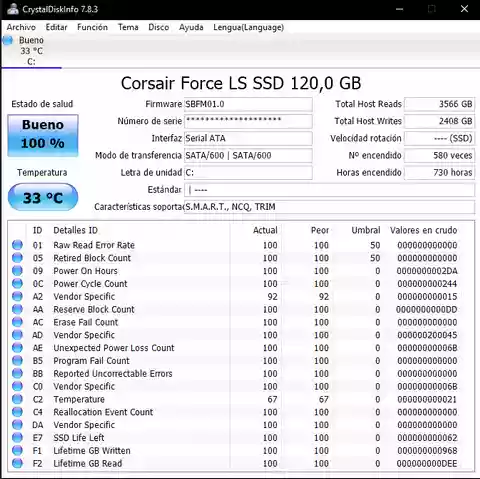 CrystalDiskInfo 7.8.3
Archivo Editar Función Tema Disco Ayuda Lengua(Language)
Bueno
33 °C
C:
Corsair Force LS SSD 120,0 GB
Estado de salud
Bueno
100 %
Temperatura
33 °C
Firmware SBFM01.0 Total Host Reads 3566 GB
Número de serie ******************** Total Host Writes 2408 GB
Interfaz Serial ATA Velocidad rotación ---- (SSD)
Modo de transferencia SATA/600 | SATA/600 Nº encendido 580 veces
Letra de unidad C: Horas encendido 730 horas
Estándar | ----
Características soporta S.M.A.R.T., NCQ, TRIM
ID Detalles ID Actual Peor Umbral Valores en crudo
01 Raw Read Error Rate 100 100 50 000000000000
05 Retired Block Count 100 100 50 000000000000
09 Power On Hours 100 100 0 0000000002DA
0C Power Cycle Count 100 100 0 000000000244
A2 Vendor Specific 92 92 0 000000000015
AA Reserve Block Count 100 100 0 0000000000DD
AC Erase Fail Count 100 100 0 000000000000
AD Vendor Specific 100 100 0 000000200045
AE Unexpected Power Loss Count 100 100 0 00000000006B
B5 Program Fail Count 100 100 0 000000000000
BB Reported Uncorrectable Errors 100 100 0 000000000000
C0 Vendor Specific 100 100 0 00000000006B
C2 Temperature 67 67 0 000000000021
C4 Reallocation Event Count 100 100 0 000000000000
DA Vendor Specific 100 100 0 000000000000
E7 SSD Life Left 100 100 0 000000000062
F1 Lifetime GB Written 100 100 0 000000000968
F2 Lifetime GB Read 100 100 0 000000000DEE